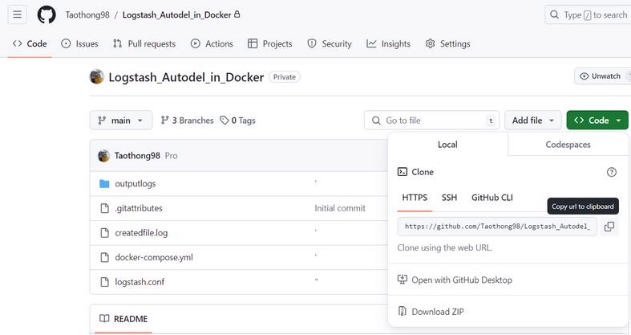 Taothong98 / Logstash_Autodel_in_Docker
Type / to search
Code Issues Pull requests Actions Projects Security Insights Settings
Logstash_Autodel_in_Docker Private
Unwatch
main 3 Branches 0 Tags
Go to file t
Add file
Code
Local Codespaces
Taothong98 Pro
Clone
HTTPS SSH GitHub CLI
Copy url to clipboard
https://github.com/Taothong98/Logstash_Autodel_
Clone using the web URL.
Open with GitHub Desktop
Download ZIP
outputlogs '
.gitattributes Initial commit
createdfile.log '
docker-compose.yml '
logstash.conf "
README